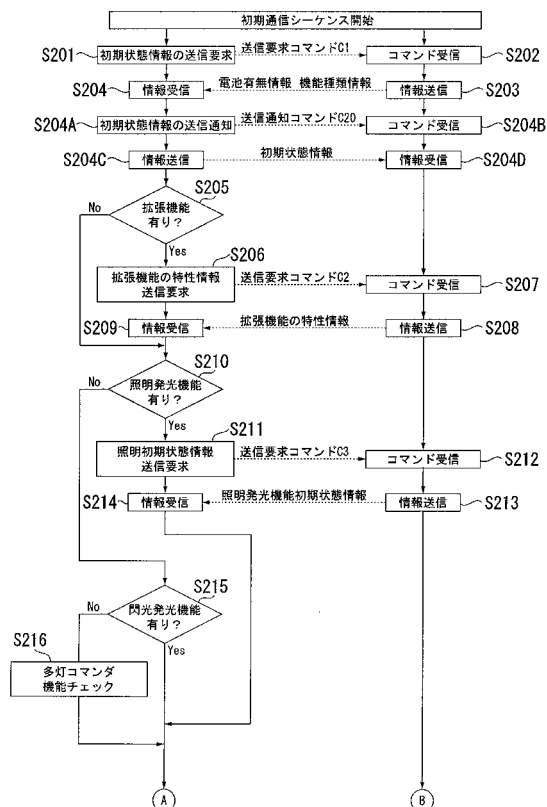 初期通信シーケンス開始
S201
初期状態情報の送信要求
送信要求コマンドC1
コマンド受信
S202
S204
情報受信
電池有無情報 機能種類情報
情報送信
S203
S204A
初期状態情報の送信通知
送信通知コマンドC20
コマンド受信
S204B
S204C
情報送信
初期状態情報
情報受信
S204D
S205
No
拡張機能
有り?
Yes
S206
拡張機能の特性情報
送信要求
送信要求コマンドC2
コマンド受信
S207
S209
情報受信
拡張機能の特性情報
情報送信
S208
S210
No
照明発光機能
有り?
Yes
S211
照明初期状態情報
送信要求
送信要求コマンドC3
コマンド受信
S212
S214
情報受信
照明発光機能初期状態情報
情報送信
S213
S215
No
閃光発光機能
有り?
Yes
S216
多灯コマンダ
機能チェック
A
B